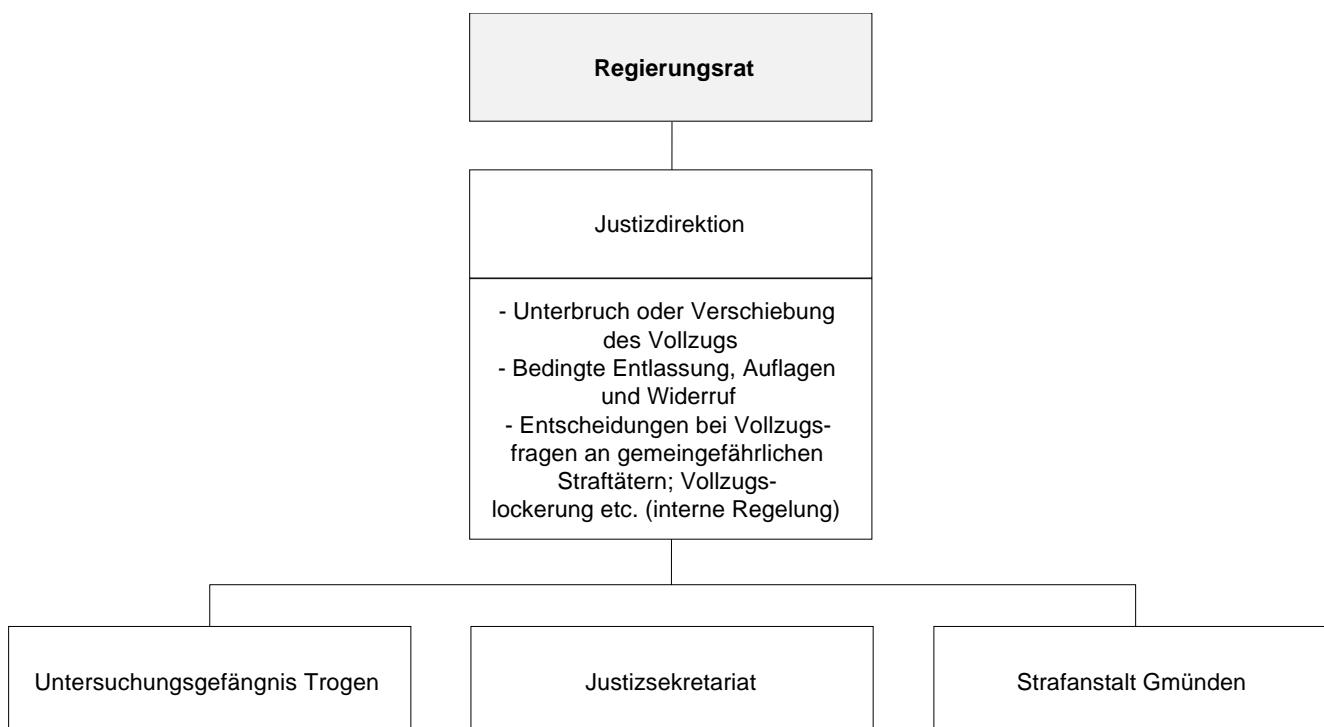 Regierungsrat
Justizdirektion
- Unterbruch oder Verschiebung
des Vollzugs
- Bedingte Entlassung, Auflagen
und Widerruf
- Entscheidungen bei Vollzugs-
fragen an gemeingefährlichen
Straftätern; Vollzugs-
lockerung etc. (interne Regelung)
Untersuchungsgefängnis Trogen
Justizsekretariat
Strafanstalt Gmünden